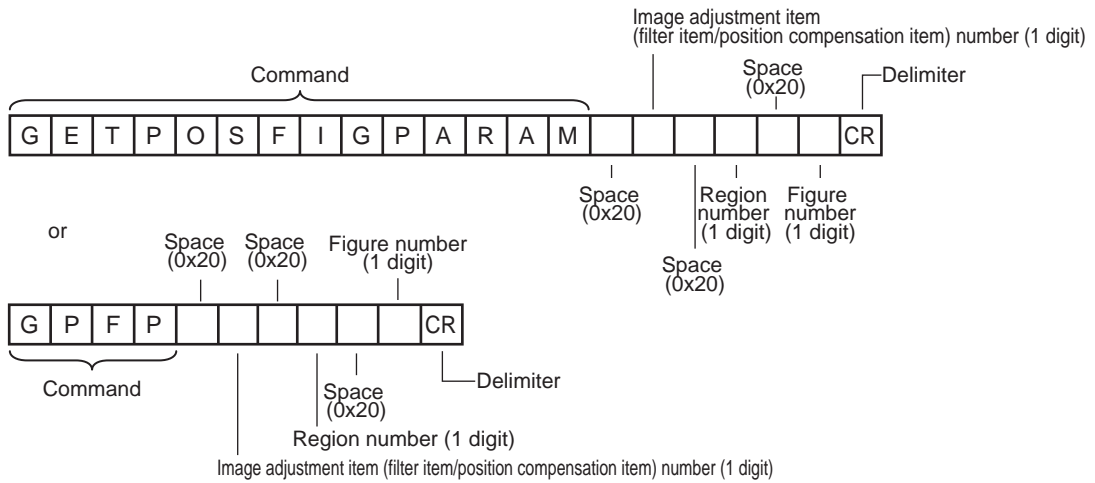 Image adjustment item
(filter item/position compensation item) number (1 digit)
Command
Space
(0x20)
Delimiter
G E T P O S F I G P A R A M CR
Space
(0x20)
Region
number
(1 digit)
Figure
number
(1 digit)
Space
(0x20)
or
Space
(0x20)
Space
(0x20)
Figure number
(1 digit)
G P F P CR
Command
Space
(0x20)
Delimiter
Region number (1 digit)
Image adjustment item (filter item/position compensation item) number (1 digit)